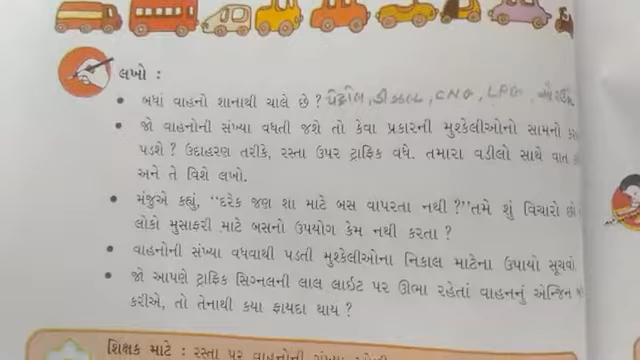 લખો :
• બધાં વાહનો શાનાથી ચાલે છે ? પેટ્રોલ, ડીઝલ, CNG, LPG,
• જો વાહનોની સંખ્યા વધતી જશે તો કેવા પ્રકારની મુશ્કેલીઓનો સામનો
પડશે ? ઉદાહરણ તરીકે, રસ્તા ઉપર ટ્રાફિક વધે. તમારા વડીલો સાથે વાત
અને તે વિશે લખો.
• મંજુએ કહ્યું, “દરેક જણ શા માટે બસ વાપરતા નથી ?”તમે શું વિચારો છો
લોકો મુસાફરી માટે બસનો ઉપયોગ કેમ નથી કરતા ?
• વાહનોની સંખ્યા વધવાથી પડતી મુશ્કેલીઓના નિકાલ માટેના ઉપાયો સૂચવો.
• જો આપણે ટ્રાફિક સિગ્નલની લાલ લાઇટ પર ઊભા રહેતાં વાહનનું એન્જિન
કરીએ, તો તેનાથી કયા ફાયદા થાય ?
શિક્ષક માટે : રસ્તા પર વાહનોની સંખ્યા